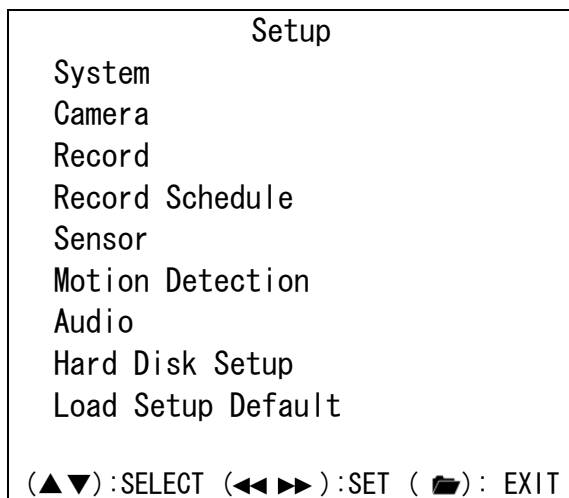 Setup
System
Camera
Record
Record Schedule
Sensor
Motion Detection
Audio
Hard Disk Setup
Load Setup Default
(▲▼):SELECT (◀◀ ▶▶ ):SET ( 📂): EXIT